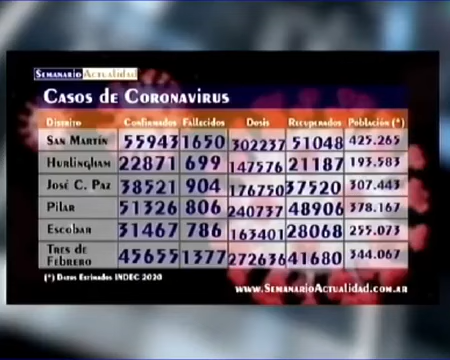 Semanario Actualidad
Casos de Coronavirus
Distrito Confirmados Fallecidos Dosis Recuperados Población (*)
San Martín 55943 1650 302237 51048 425.265
Hurlingham 22871 699 147576 21187 193.583
José C. Paz 38521 904 176750 37520 307.443
Pilar 51326 806 240737 48906 378.167
Escobar 31467 786 163401 28068 255.073
Tres de
Febrero 45655 1377 272636 41680 344.067
(*) Datos Estimados INDEC 2020
www.SemanarioActualidad.com.ar